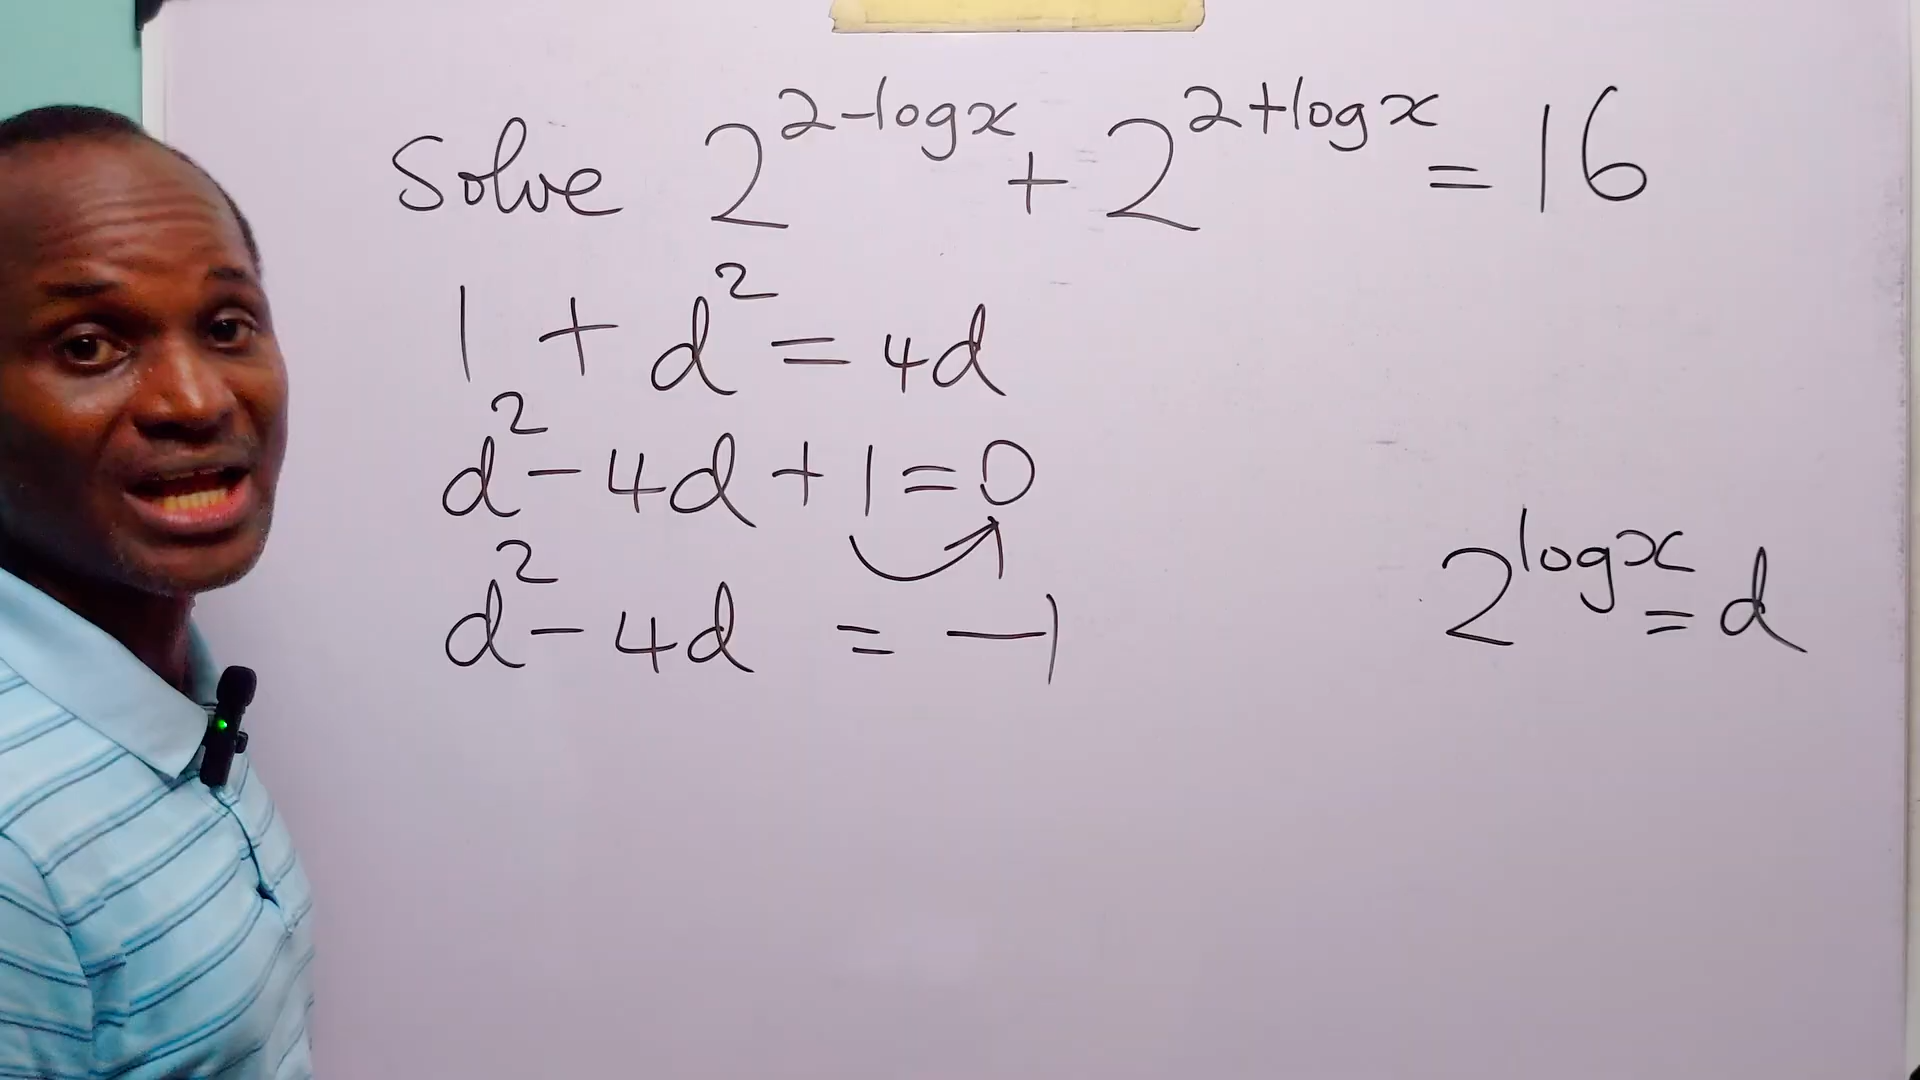 Solve 2^{2-log x} + 2^{2+log x} = 16
1 + d² = 4d
d² - 4d + 1 = 0
d² - 4d = -1
2^{log x} = d